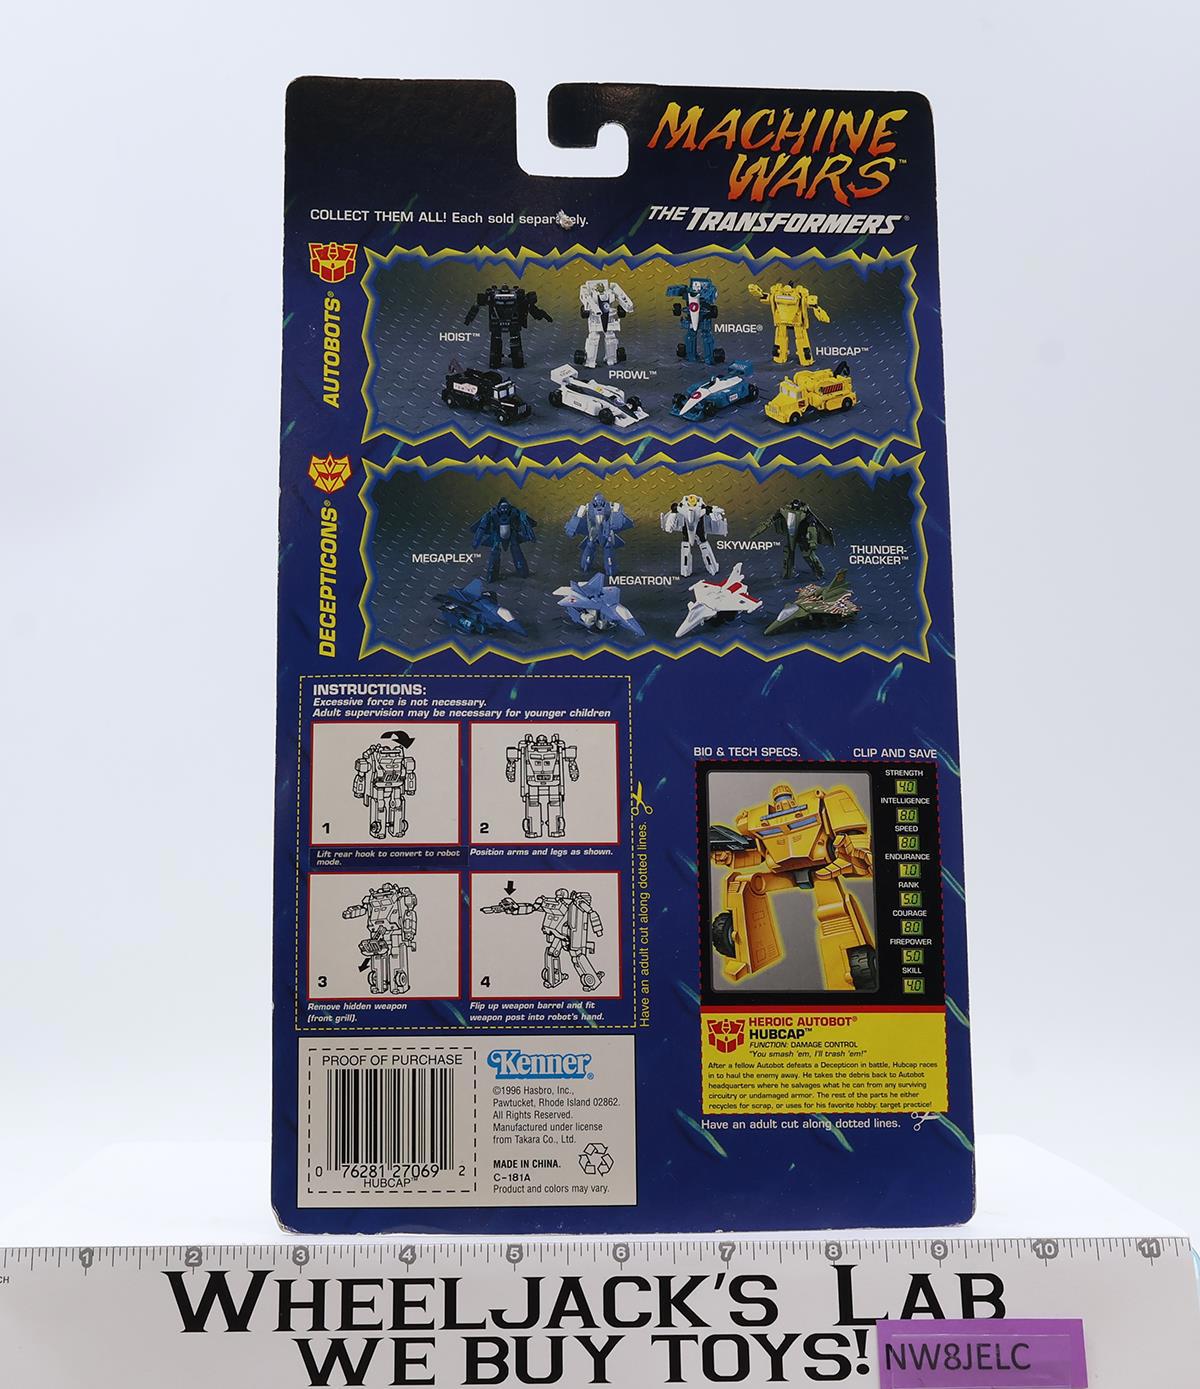 MACHINE
WARS™
THE TRANSFORMERS®
COLLECT THEM ALL! Each sold separately.
AUTOBOTS®
HOIST™
PROWL™
MIRAGE®
HUBCAP™
DECEPTICONS®
MEGAPLEX™
MEGATRON™
SKYWARP™
THUNDER-
CRACKER™
INSTRUCTIONS:
Excessive force is not necessary.
Adult supervision may be necessary for younger children
1
Lift rear hook to convert to robot
mode.
2
Position arms and legs as shown.
3
Remove hidden weapon
(front grill).
4
Flip up weapon barrel and fit
weapon post into robot's hand.
Have an adult cut along dotted lines.
BIO & TECH SPECS. CLIP AND SAVE
STRENGTH
4.0
INTELLIGENCE
8.0
SPEED
8.0
ENDURANCE
7.0
RANK
5.0
COURAGE
8.0
FIREPOWER
5.0
SKILL
4.0
HEROIC AUTOBOT®
HUBCAP™
FUNCTION: DAMAGE CONTROL
"You smash 'em, I'll trash 'em!"
After a fellow Autobot defeats a Decepticon in battle, Hubcap races
in to haul the enemy away. He takes the debris back to Autobot
headquarters where he salvages what he can from any surviving
circuitry or undamaged armor. The rest of the parts he either
recycles for scrap, or uses for his favorite hobby: target practice!
Have an adult cut along dotted lines.
PROOF OF PURCHASE
0 76281 27069 2
HUBCAP™
Kenner®
©1996 Hasbro, Inc.,
Pawtucket, Rhode Island 02862.
All Rights Reserved.
Manufactured under license
from Takara Co., Ltd.
MADE IN CHINA.
C-181A
Product and colors may vary.
1 2 3 4 5 6 7 8 9 10 11
WHEELJACK'S LAB
WE BUY TOYS!
NW8JELC